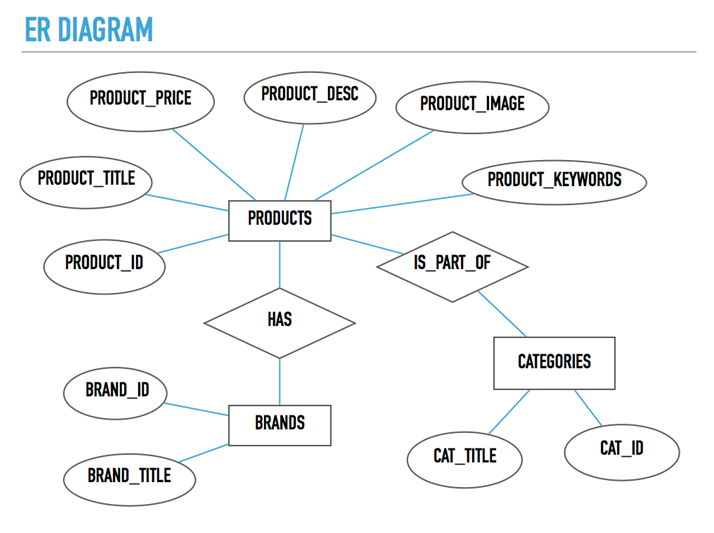 ER DIAGRAM
PRODUCT_PRICE
PRODUCT_DESC
PRODUCT_IMAGE
PRODUCT_TITLE
PRODUCT_KEYWORDS
PRODUCTS
PRODUCT_ID
IS_PART_OF
HAS
CATEGORIES
BRAND_ID
BRANDS
CAT_TITLE
CAT_ID
BRAND_TITLE